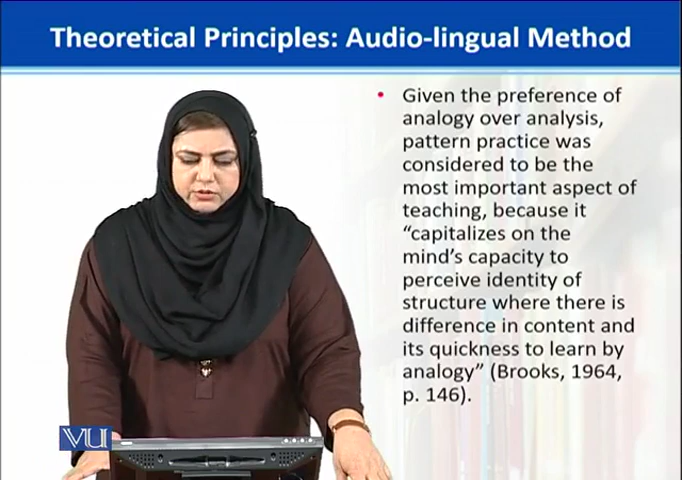 Theoretical Principles: Audio-lingual Method
• Given the preference of
analogy over analysis,
pattern practice was
considered to be the
most important aspect of
teaching, because it
“capitalizes on the
mind’s capacity to
perceive identity of
structure where there is
difference in content and
its quickness to learn by
analogy” (Brooks, 1964,
p. 146).
VU